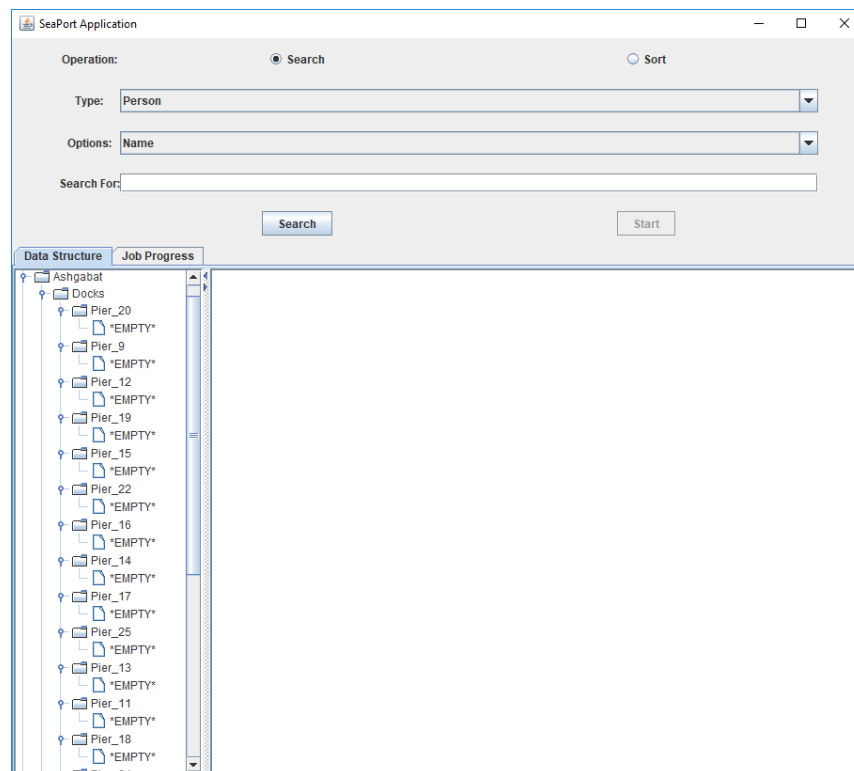 SeaPort Application
Operation: Search Sort
Type: Person
Options: Name
Search For:
Search Start
Data Structure Job Progress
Ashgabat
Docks
Pier_20
*EMPTY*
Pier_9
*EMPTY*
Pier_12
*EMPTY*
Pier_19
*EMPTY*
Pier_15
*EMPTY*
Pier_22
*EMPTY*
Pier_16
*EMPTY*
Pier_14
*EMPTY*
Pier_17
*EMPTY*
Pier_25
*EMPTY*
Pier_13
*EMPTY*
Pier_11
*EMPTY*
Pier_18
*EMPTY*